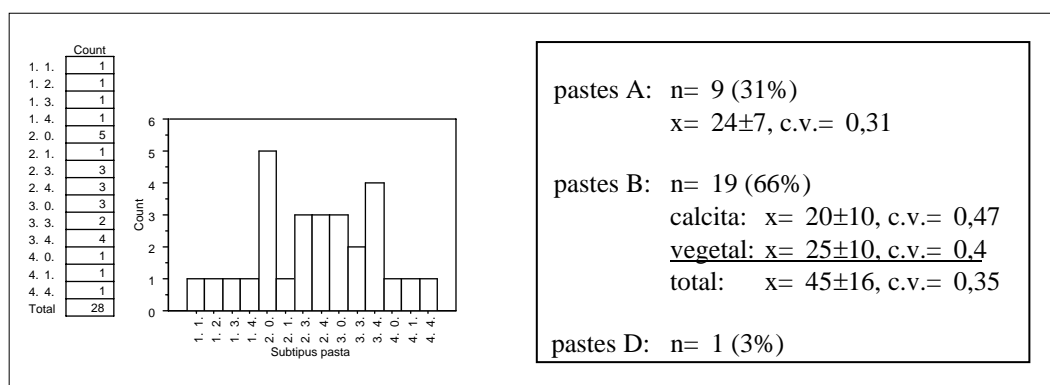 Count
1. 1. 1
1. 2. 1
1. 3. 1
1. 4. 1
2. 0. 5
2. 1. 1
2. 3. 3
2. 4. 3
3. 0. 3
3. 3. 2
3. 4. 4
4. 0. 1
4. 1. 1
4. 4. 1
Total 28
6
5
4
3
2
1
0
Count
1. 1.
1. 2.
1. 3.
1. 4.
2. 0.
2. 1.
2. 3.
2. 4.
3. 0.
3. 3.
3. 4.
4. 0.
4. 1.
4. 4.
Subtipus pasta
pastes A: n= 9 (31%)
x= 24±7, c.v.= 0,31
pastes B: n= 19 (66%)
calcita: x= 20±10, c.v.= 0,47
vegetal: x= 25±10, c.v.= 0,4
total: x= 45±16, c.v.= 0,35
pastes D: n= 1 (3%)